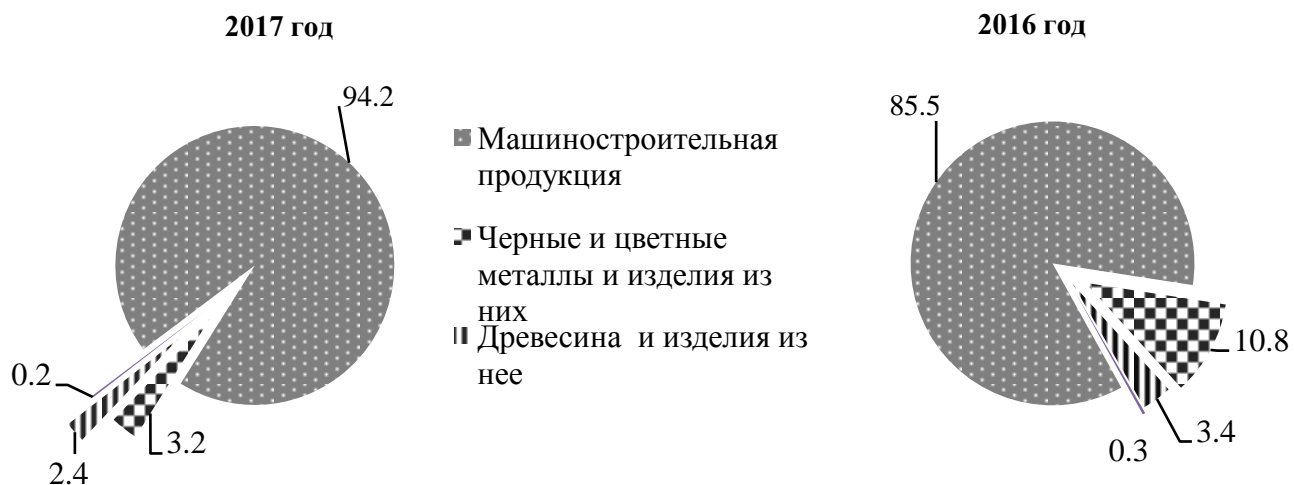 2017 год
2016 год
94.2
0.2
2.4
3.2
Машиностроительная
продукция
Черные и цветные
металлы и изделия из
них
Древесина и изделия из
нее
85.5
10.8
3.4
0.3